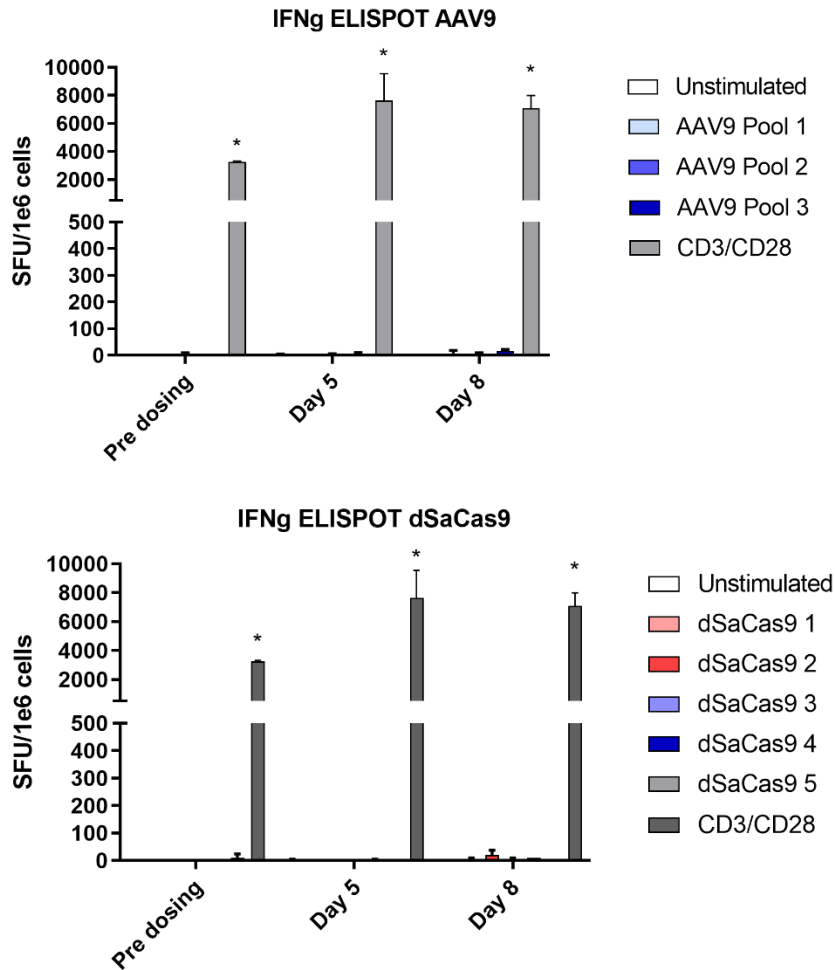 IFNg ELISPOT AAV9
*
*
*
10000
8000
6000
4000
2000
500
400
300
200
100
0
SFU/1e6 cells
Pre dosing
Day 5
Day 8
Unstimulated
AAV9 Pool 1
AAV9 Pool 2
AAV9 Pool 3
CD3/CD28
IFNg ELISPOT dSaCas9
*
*
*
10000
8000
6000
4000
2000
500
400
300
200
100
0
SFU/1e6 cells
Pre dosing
Day 5
Day 8
Unstimulated
dSaCas9 1
dSaCas9 2
dSaCas9 3
dSaCas9 4
dSaCas9 5
CD3/CD28